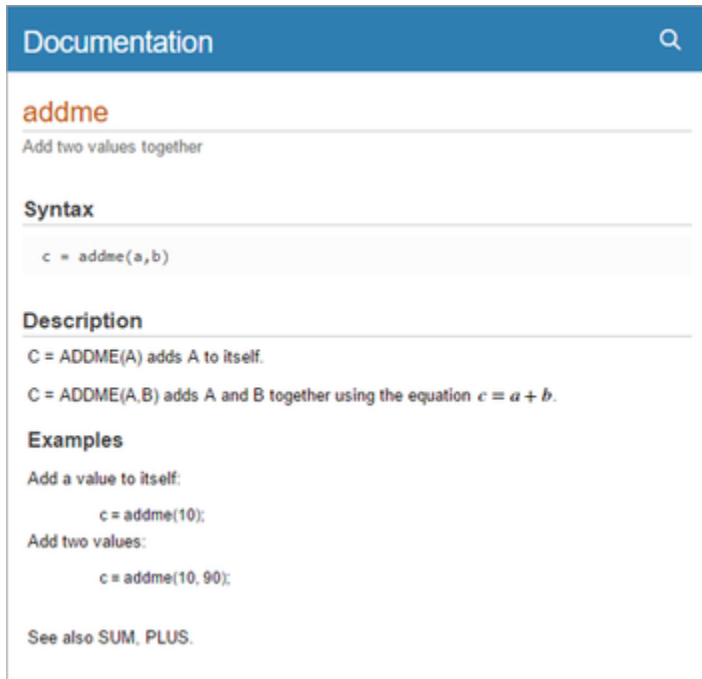 Documentation
addme
Add two values together
Syntax
c = addme(a,b)
Description
C = ADDME(A) adds A to itself.
C = ADDME(A,B) adds A and B together using the equation c = a + b.
Examples
Add a value to itself:
c = addme(10);
Add two values:
c = addme(10, 90);
See also SUM, PLUS.